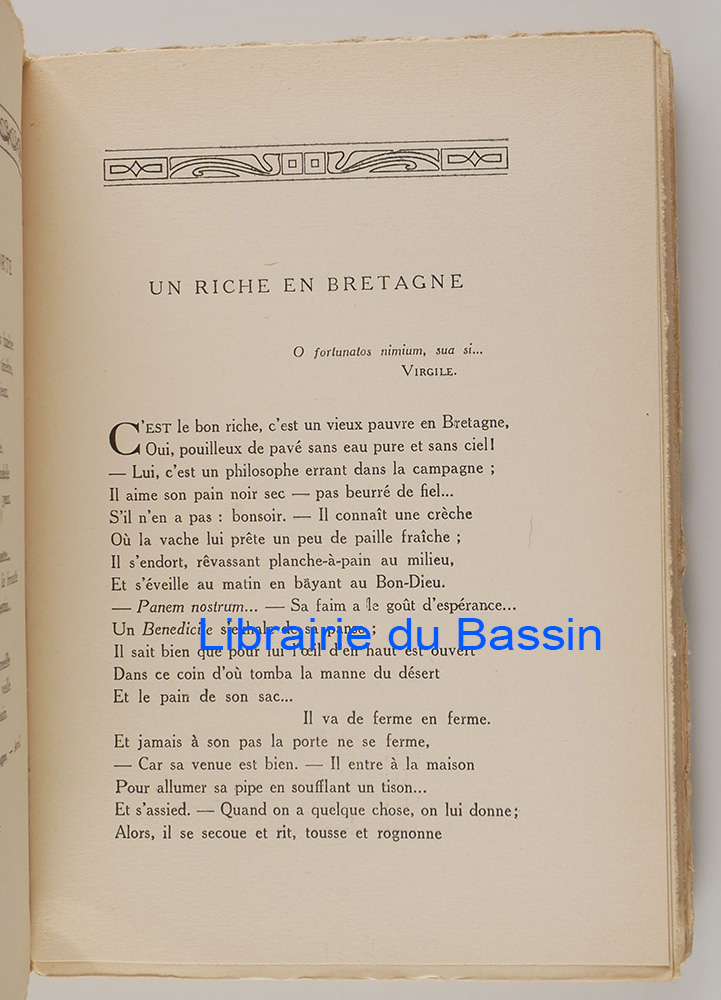 UN RICHE EN BRETAGNE
O fortunatos nimium, sua si...
VIRGILE.
C'EST le bon riche, c'est un vieux pauvre en Bretagne,
Oui, pouilleux de pavé sans eau pure et sans ciel!
— Lui, c'est un philosophe errant dans la campagne ;
Il aime son pain noir sec — pas beurré de fiel...
S'il n'en a pas : bonsoir. — Il connaît une crèche
Où la vache lui prête un peu de paille fraîche ;
Il s'endort, rêvassant planche-à-pain au milieu,
Et s'éveille au matin en bâyant au Bon-Dieu.
— Panem nostrum... — Sa faim a le goût d'espérance...
Un Benedicite s'exhale de sa panse ;
Librairie du Bassin
Il sait bien que pour lui l'œil d'en haut est ouvert
Dans ce coin d'où tomba la manne du désert
Et le pain de son sac...
Il va de ferme en ferme.
Et jamais à son pas la porte ne se ferme,
— Car sa venue est bien. — Il entre à la maison
Pour allumer sa pipe en soufflant un tison...
Et s'assied. — Quand on a quelque chose, on lui donne ;
Alors, il se secoue et rit, tousse et rognonne